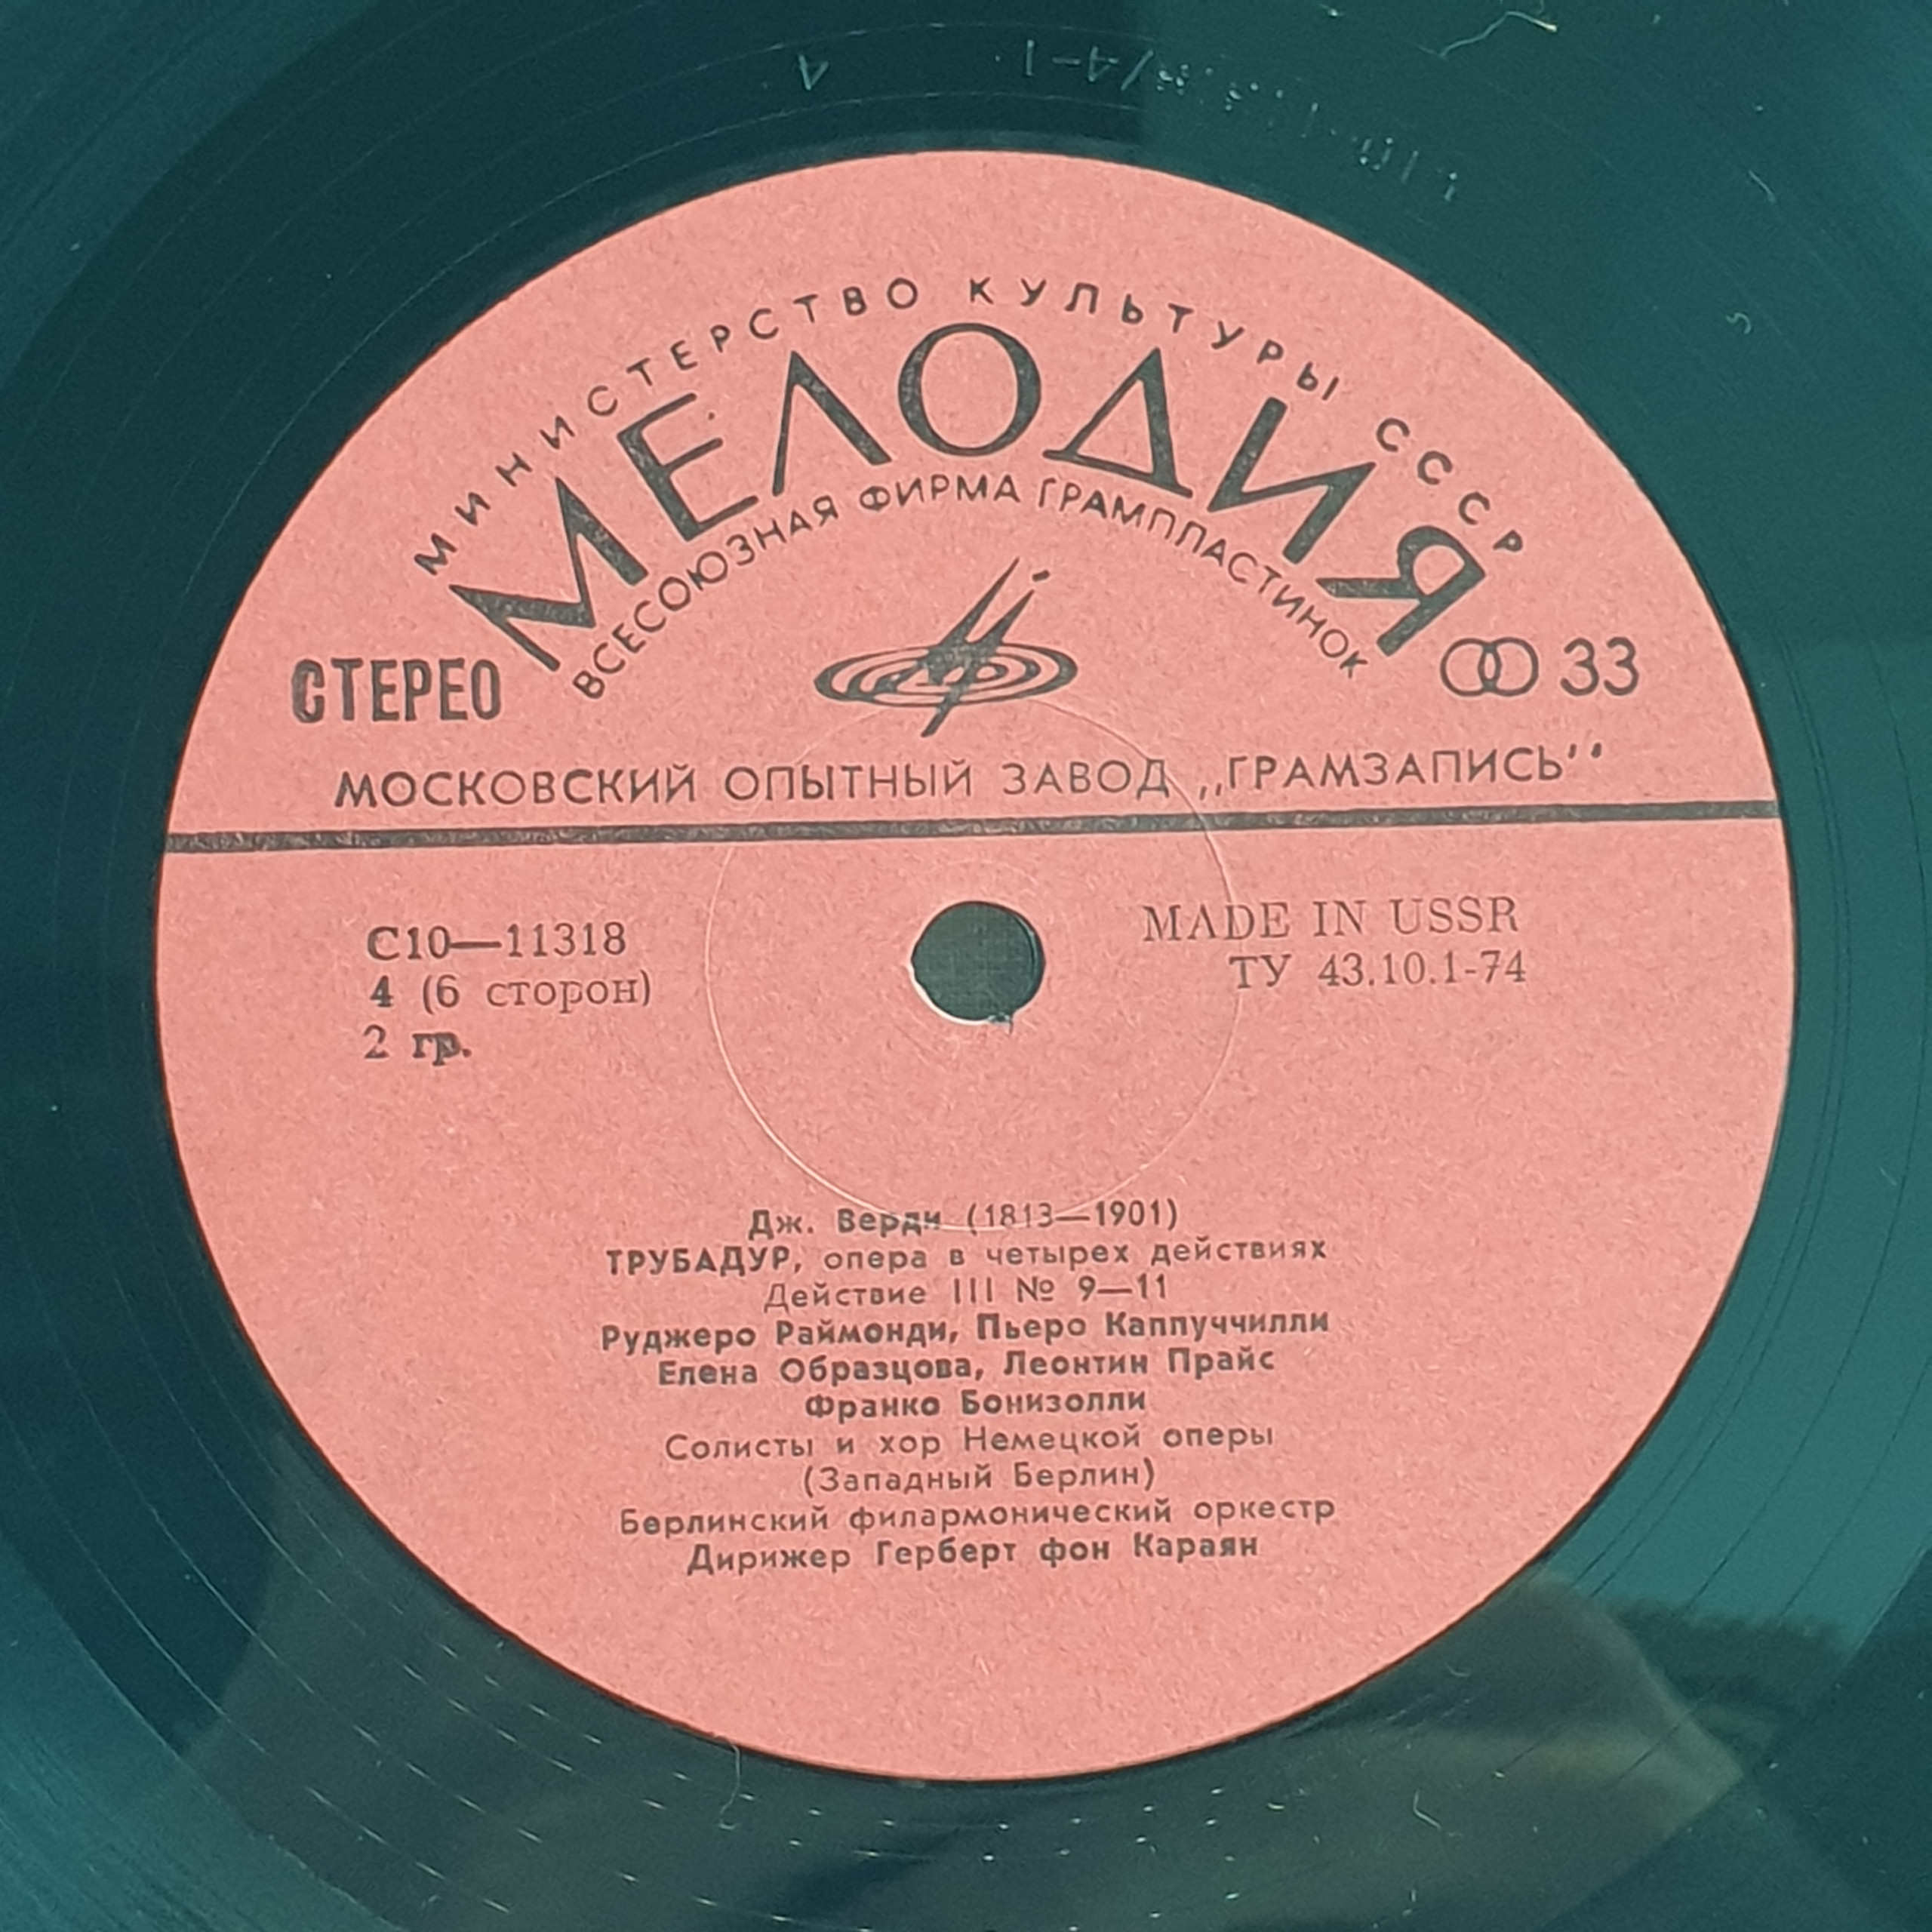 МИНИСТЕРСТВО КУЛЬТУРЫ СССР
МЕЛОДИЯ
ВСЕСОЮЗНАЯ ФИРМА ГРАМПЛАСТИНОК
СТЕРЕО
33
МОСКОВСКИЙ ОПЫТНЫЙ ЗАВОД „ГРАМЗАПИСЬ"
С10—11318
4 (6 сторон)
2 гр.
MADE IN USSR
ТУ 43.10.1-74
Дж. Верди (1813—1901)
ТРУБАДУР, опера в четырех действиях
Действие III № 9—11
Руджеро Раймонди, Пьеро Каппуччилли
Елена Образцова, Леонтин Прайс
Франко Бонизолли
Солисты и хор Немецкой оперы
(Западный Берлин)
Берлинский филармонический оркестр
Дирижер Герберт фон Караян